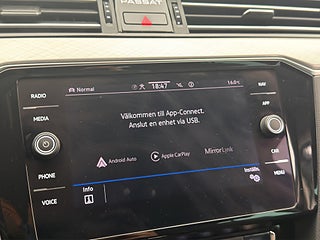 PASSAT
RADIO
MEDIA
PHONE
VOICE
NAV
APP
CAR
MENU
Normal 10:47 14.0°C
Välkommen till App-Connect.
Anslut en enhet via USB.
Android Auto Apple CarPlay MirrorLink
Info Inställn.